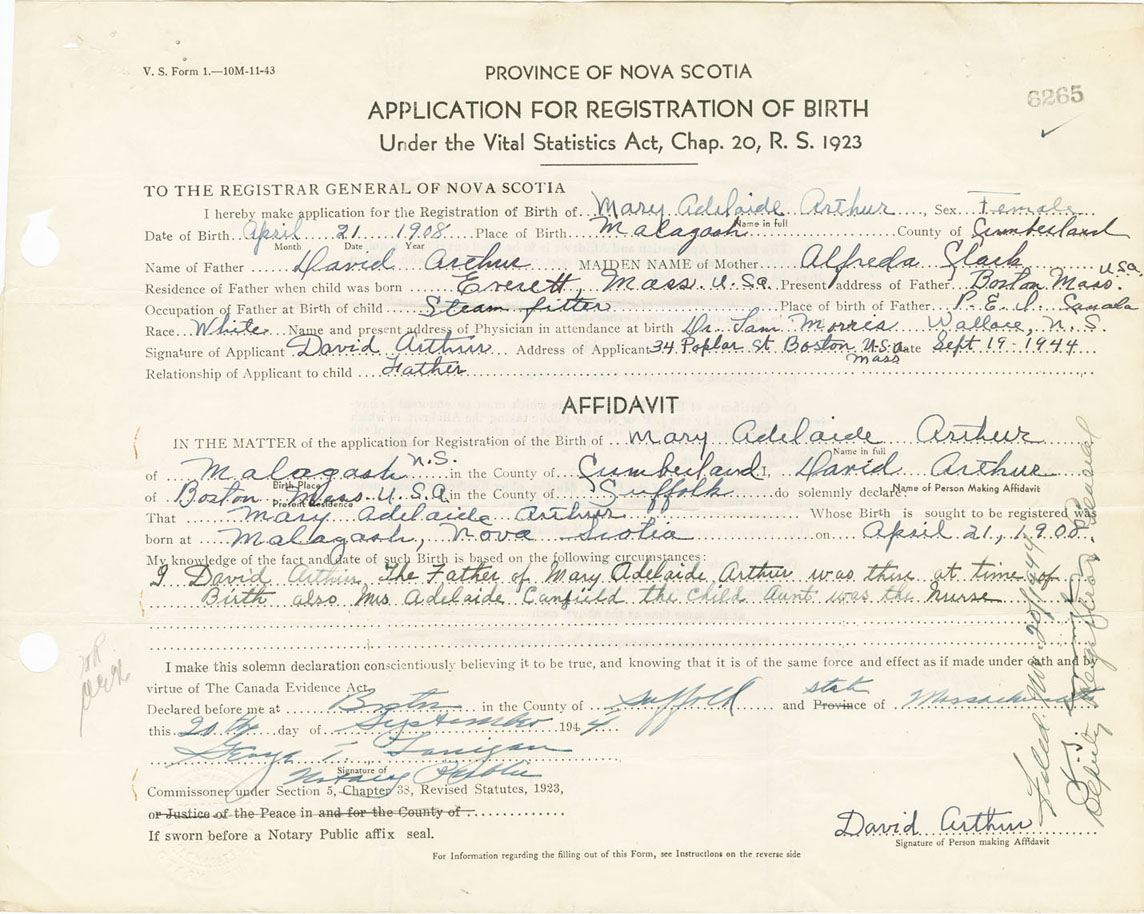 V. S. Form 1.—10M-11-43
PROVINCE OF NOVA SCOTIA
6265
APPLICATION FOR REGISTRATION OF BIRTH
Under the Vital Statistics Act, Chap. 20, R. S. 1923
TO THE REGISTRAR GENERAL OF NOVA SCOTIA
I hereby make application for the Registration of Birth of Mary Adelaide Arthur, Sex Female
Name in full
Date of Birth April 21 1908 Place of Birth Malagash County of Cumberland
Month Date Year
Name of Father David Arthur MAIDEN NAME of Mother Alfreda Slack
Residence of Father when child was born Everett, Mass. U.S.A. Present address of Father Boston Mass. U.S.A.
Occupation of Father at Birth of child Steam fitter Place of birth of Father P. E. I. Canada
Race White Name and present address of Physician in attendance at birth Dr. Sam Morris Wallace, N. S.
Signature of Applicant David Arthur Address of Applicant 34 Poplar St Boston Mass U.S.A. Date Sept 19 - 1944
Relationship of Applicant to child Father
AFFIDAVIT
IN THE MATTER of the application for Registration of the Birth of Mary Adelaide Arthur
Name in full
of Malagash N.S. in the County of Cumberland I, David Arthur
Birth Place
Name of Person Making Affidavit
of Boston Mass U.S.A in the County of Suffolk do solemnly declare:
Present Residence
That Mary Adelaide Arthur Whose Birth is sought to be registered was
born at Malagash, Nova Scotia on April 21, 1908.
My knowledge of the fact and date of such Birth is based on the following circumstances:
I David Arthur, The Father of Mary Adelaide Arthur was there at time of
Birth also Mrs Adelaide Canfield the child Aunt was the Nurse
I make this solemn declaration conscientiously believing it to be true, and knowing that it is of the same force and effect as if made under oath and by
virtue of The Canada Evidence Act.
Declared before me at Boston in the County of Suffolk and Province state of Massachusetts
this 20th day of September 1944
George T.
Notary Public
Signature of
Commissoner under Section 5, Chapter 38, Revised Statutes, 1923,
or Justice of the Peace in and for the County of
If sworn before a Notary Public affix seal.
David Arthur
Signature of Person making Affidavit
For Information regarding the filling out of this Form, see Instructions on the reverse side
Filed Nov 20/1944
Deputy Registrar General